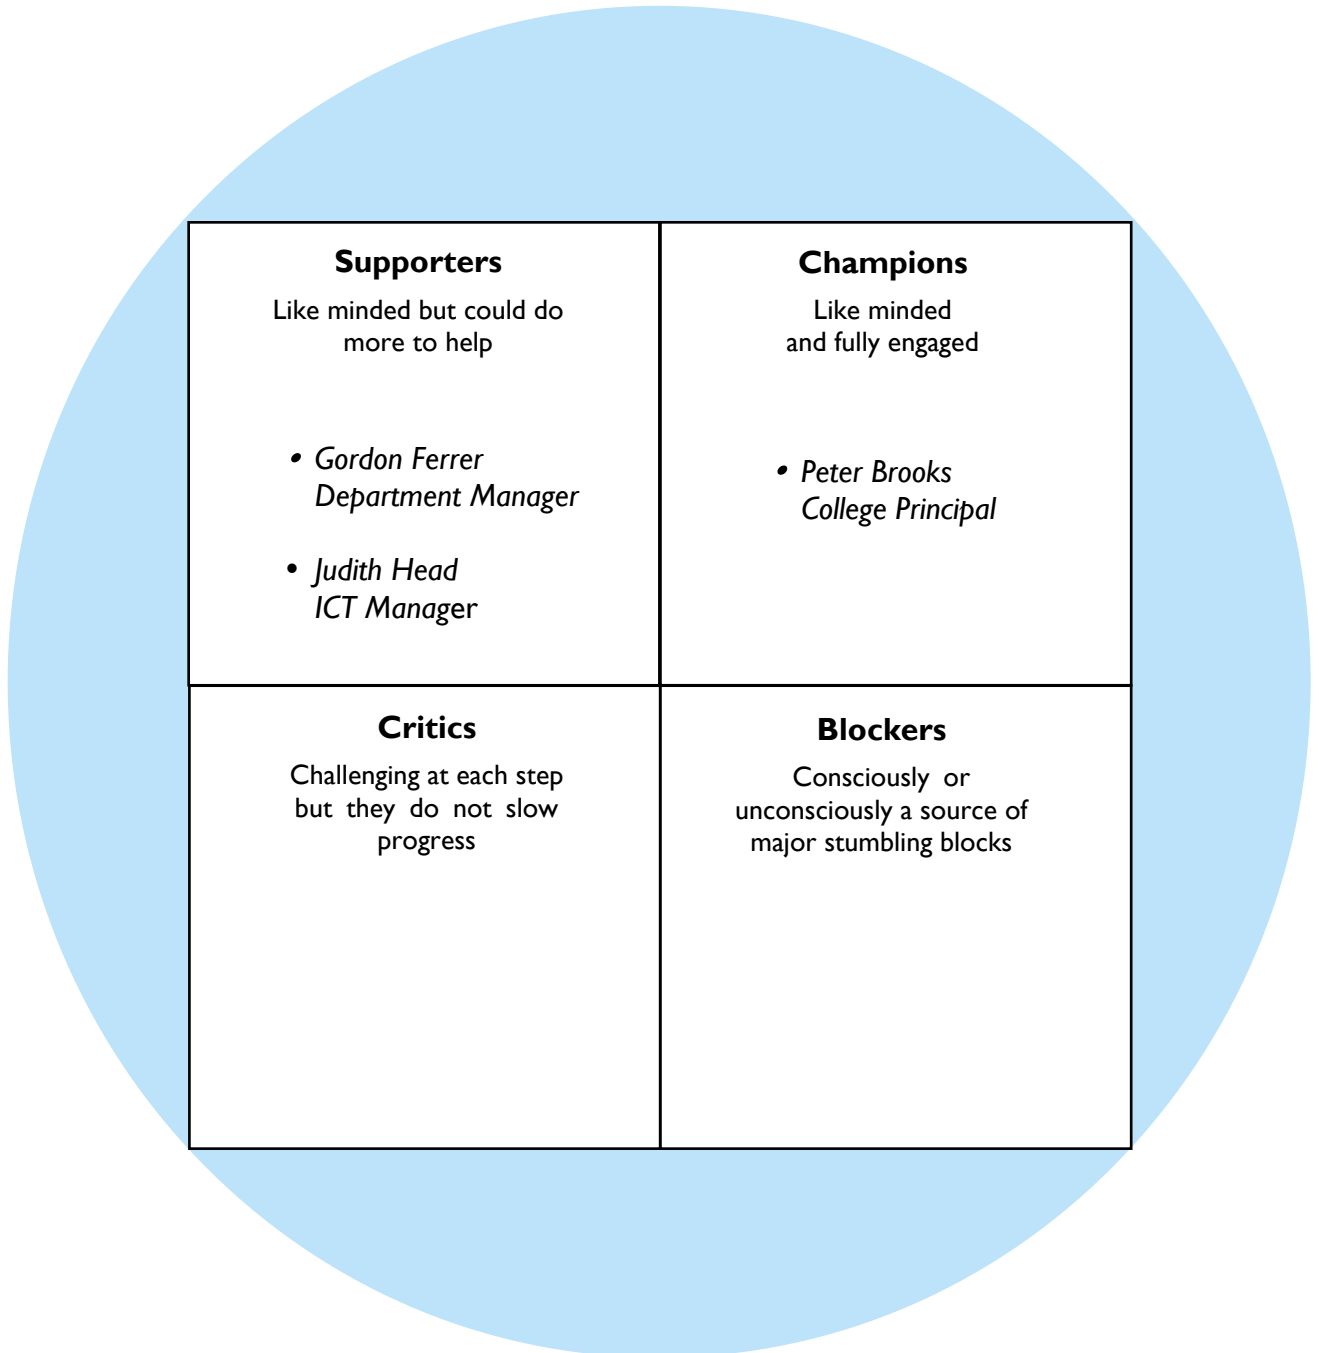 Supporters
Like minded but could do
more to help
• Gordon Ferrer
Department Manager
• Judith Head
ICT Manager
Champions
Like minded
and fully engaged
• Peter Brooks
College Principal
Critics
Challenging at each step
but they do not slow
progress
Blockers
Consciously or
unconsciously a source of
major stumbling blocks